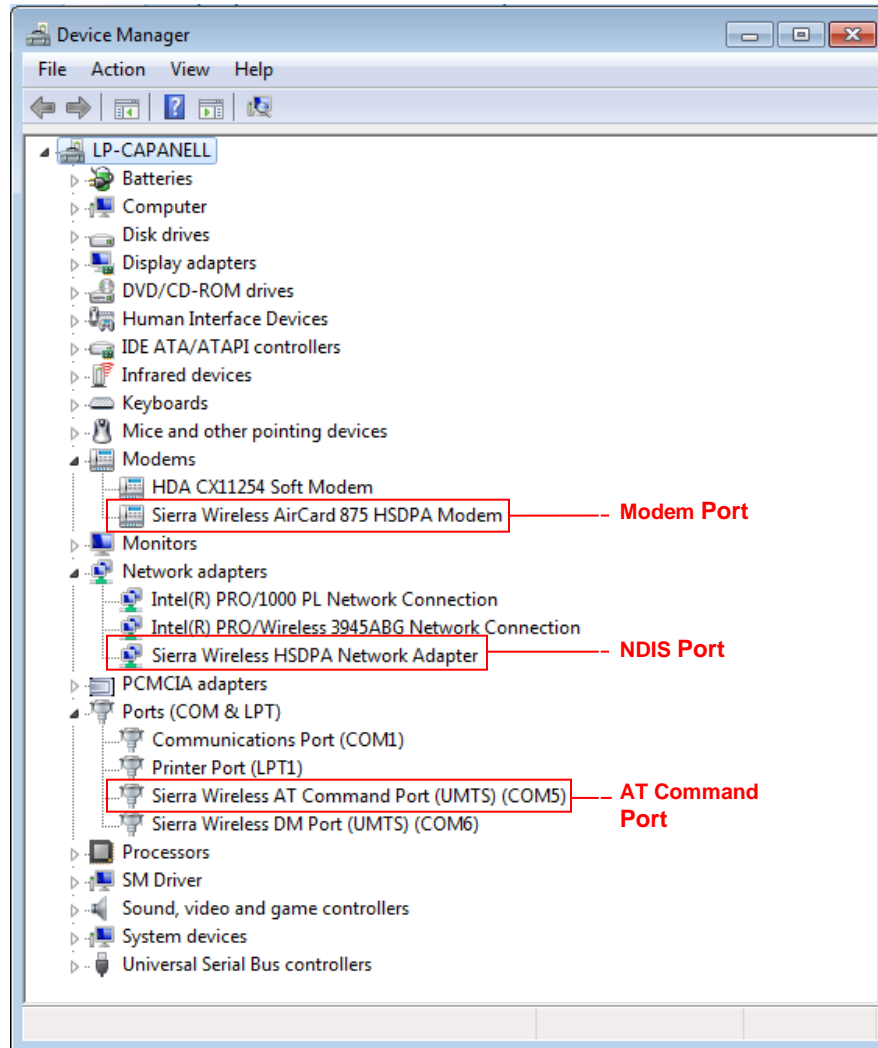 Device Manager
File Action View Help
LP-CAPANELL
Batteries
Computer
Disk drives
Display adapters
DVD/CD-ROM drives
Human Interface Devices
IDE ATA/ATAPI controllers
Infrared devices
Keyboards
Mice and other pointing devices
Modems
HDA CX11254 Soft Modem
Sierra Wireless AirCard 875 HSDPA Modem
Modem Port
Monitors
Network adapters
Intel(R) PRO/1000 PL Network Connection
Intel(R) PRO/Wireless 3945ABG Network Connection
Sierra Wireless HSDPA Network Adapter
NDIS Port
PCMCIA adapters
Ports (COM & LPT)
Communications Port (COM1)
Printer Port (LPT1)
Sierra Wireless AT Command Port (UMTS) (COM5)
AT Command
Port
Sierra Wireless DM Port (UMTS) (COM6)
Processors
SM Driver
Sound, video and game controllers
System devices
Universal Serial Bus controllers